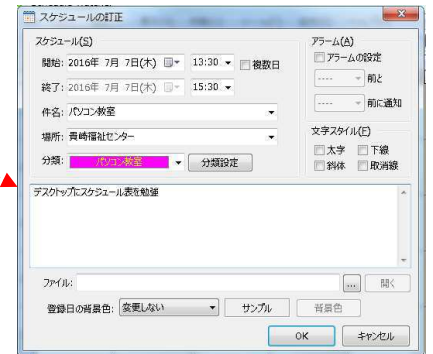 スケジュールの訂正
スケジュール(S)
開始: 2016年 7月 7日(木) 13:30 複数日
終了: 2016年 7月 7日(木) 15:30
件名: パソコン教室
場所: 貴崎福祉センター
分類: パソコン教室 分類設定
アラーム(A)
アラームの設定
---- 前と
---- 前に通知
文字スタイル(F)
太字 下線
斜体 取消線
デスクトップにスケジュール表を勉強
ファイル: ... 開く
登録日の背景色: 変更しない サンプル 背景色
OK キャンセル